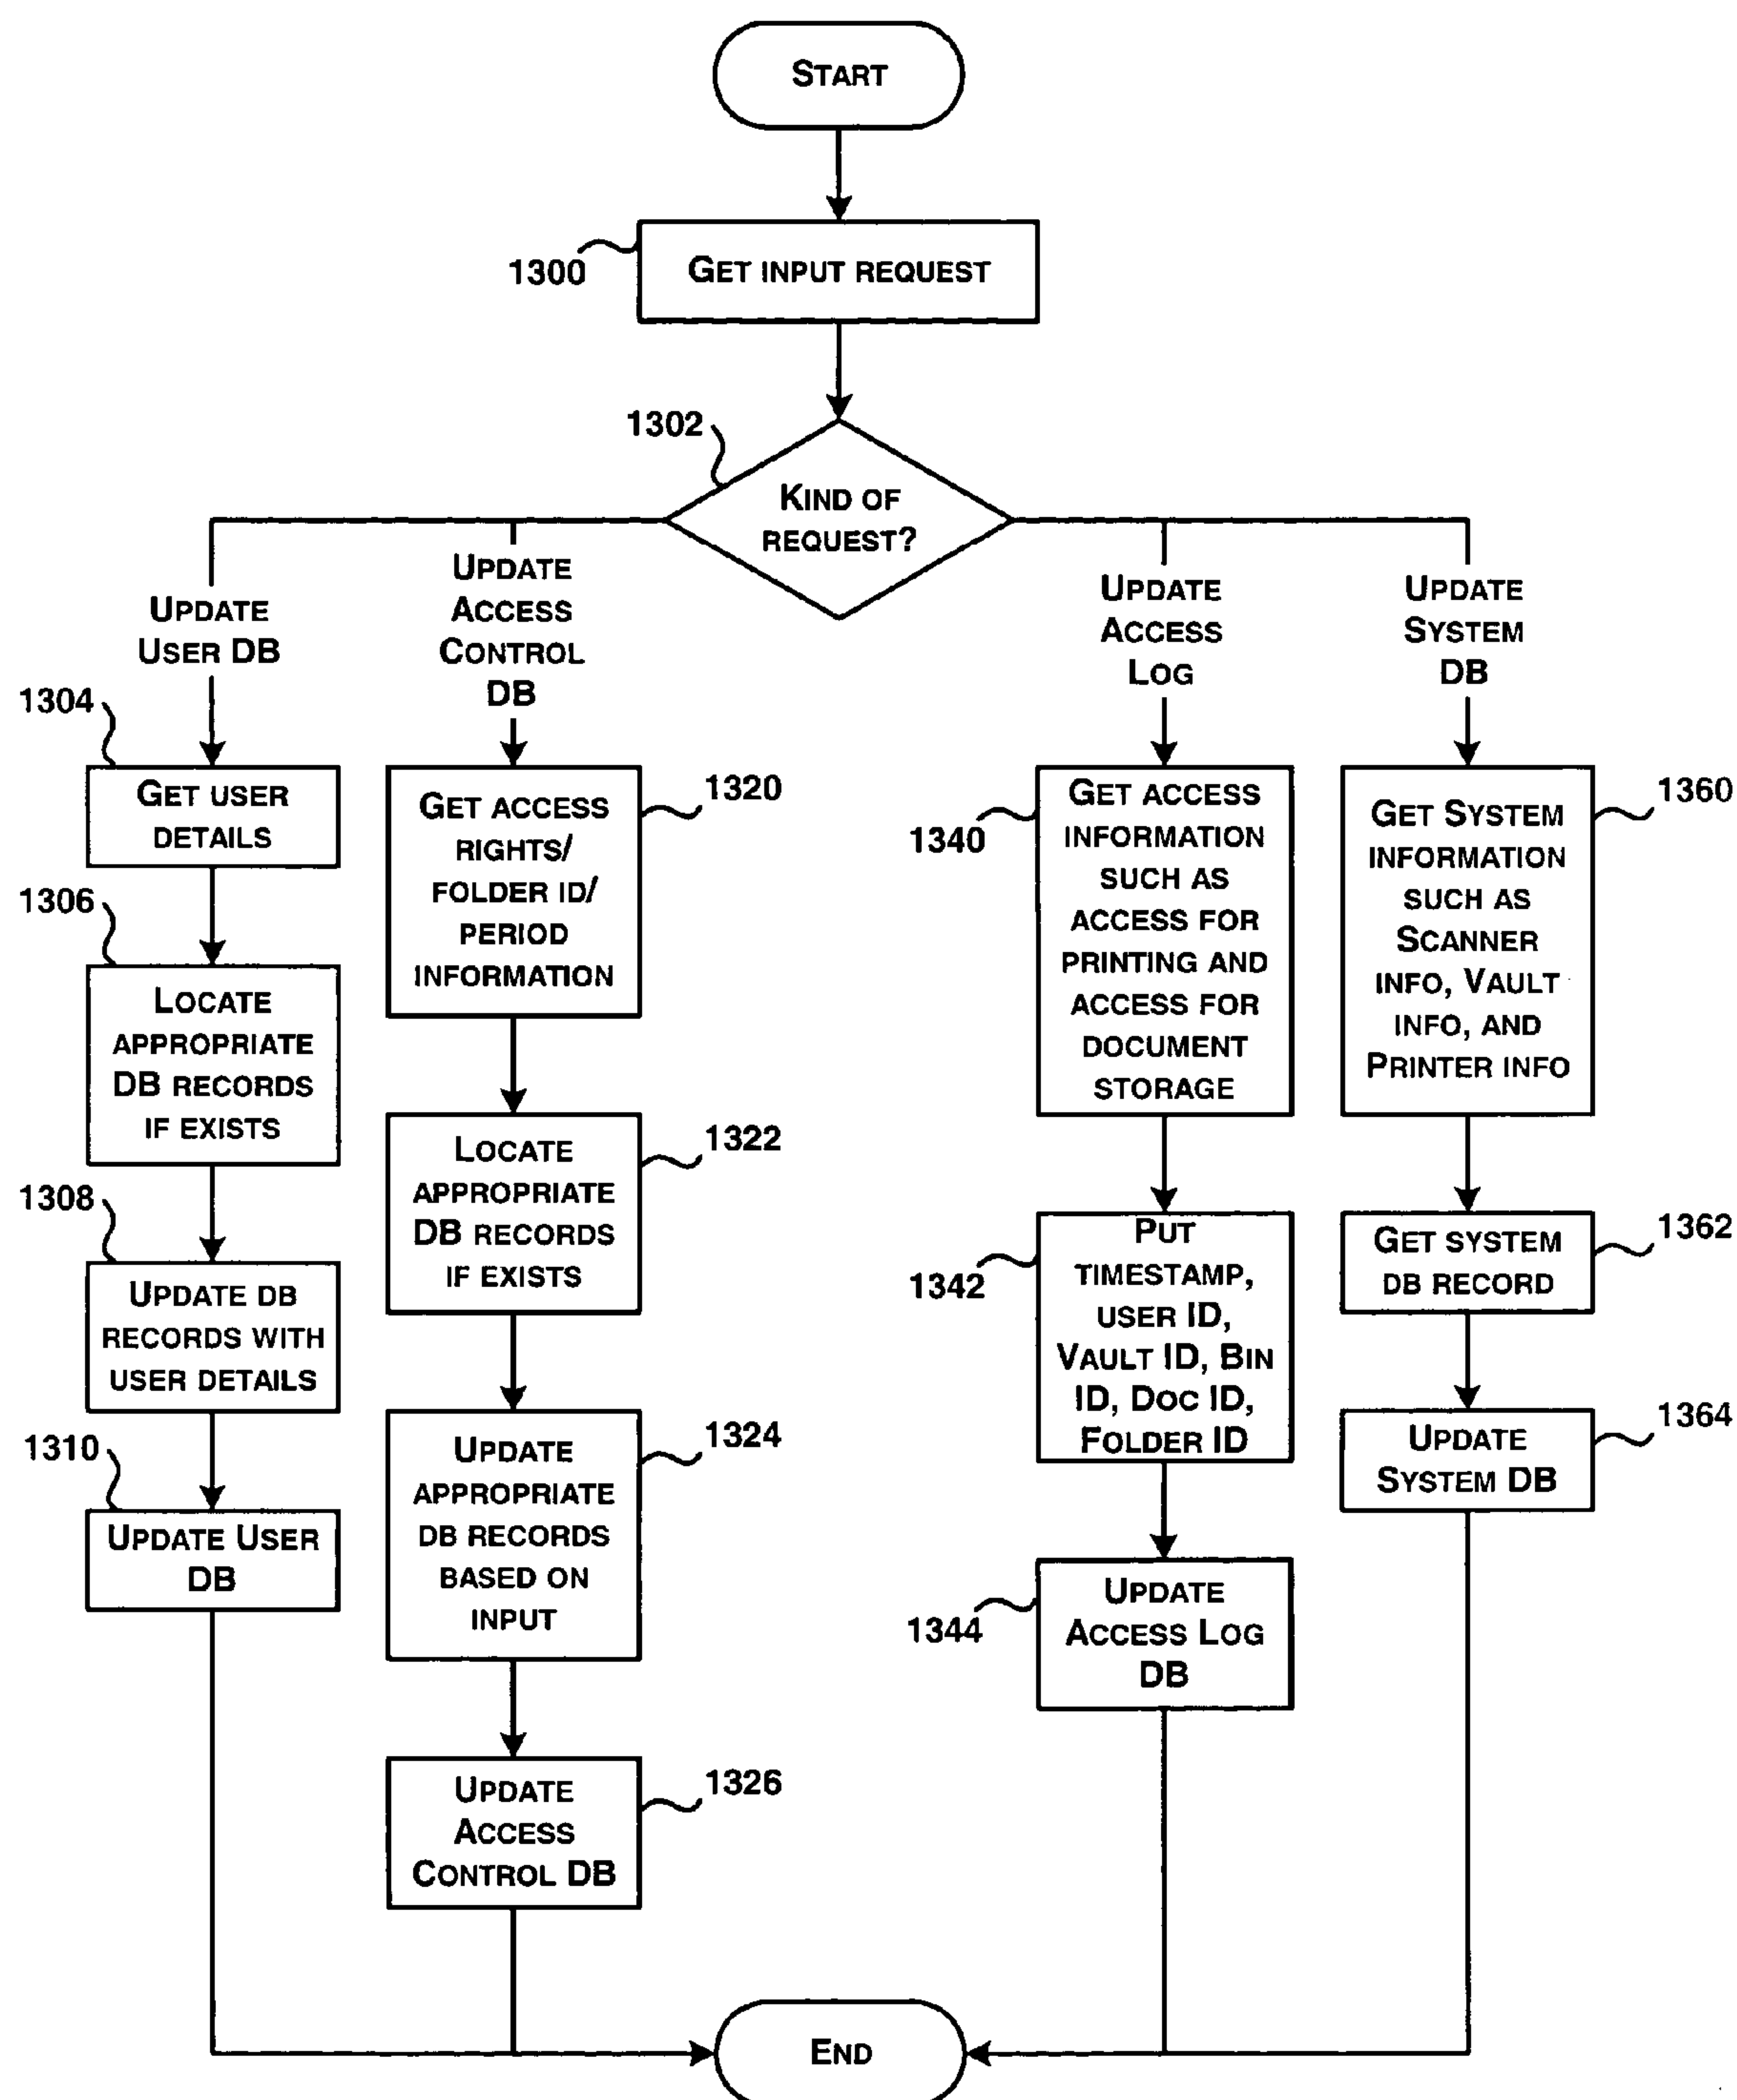 START
1300
GET INPUT REQUEST
1302
KIND OF
REQUEST?
UPDATE
USER DB
1304
GET USER
DETAILS
1306
LOCATE
APPROPRIATE
DB RECORDS
IF EXISTS
1308
UPDATE DB
RECORDS WITH
USER DETAILS
1310
UPDATE USER
DB
UPDATE
ACCESS
CONTROL
DB
1320
GET ACCESS
RIGHTS/
FOLDER ID/
PERIOD
INFORMATION
1322
LOCATE
APPROPRIATE
DB RECORDS
IF EXISTS
1324
UPDATE
APPROPRIATE
DB RECORDS
BASED ON
INPUT
1326
UPDATE
ACCESS
CONTROL DB
UPDATE
ACCESS
LOG
1340
GET ACCESS
INFORMATION
SUCH AS
ACCESS FOR
PRINTING AND
ACCESS FOR
DOCUMENT
STORAGE
1342
PUT
TIMESTAMP,
USER ID,
VAULT ID, BIN
ID, DOC ID,
FOLDER ID
1344
UPDATE
ACCESS LOG
DB
UPDATE
SYSTEM
DB
1360
GET SYSTEM
INFORMATION
SUCH AS
SCANNER
INFO, VAULT
INFO, AND
PRINTER INFO
1362
GET SYSTEM
DB RECORD
1364
UPDATE
SYSTEM DB
END